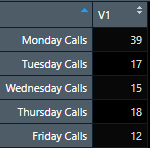 V1
Monday Calls 39
Tuesday Calls 17
Wednesday Calls 15
Thursday Calls 18
Friday Calls 12